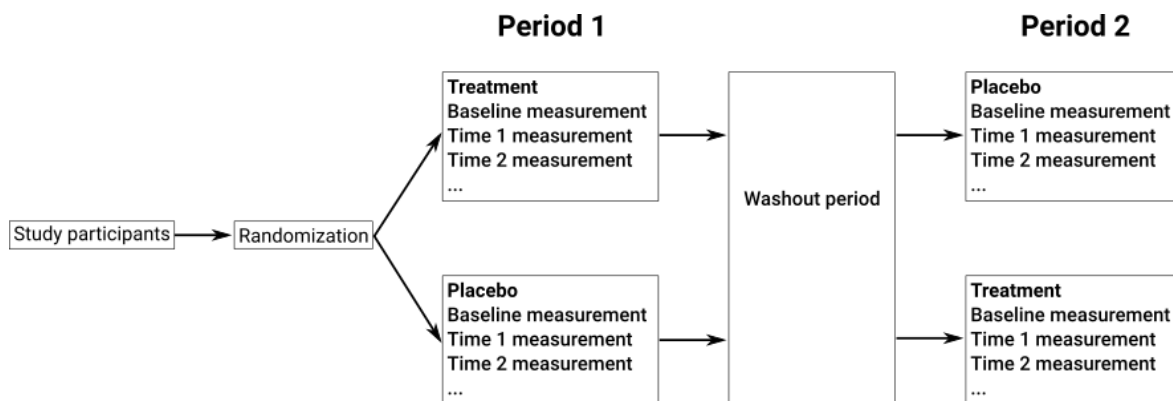 Period 1
Period 2
Treatment
Baseline measurement
Time 1 measurement
Time 2 measurement
...
Placebo
Baseline measurement
Time 1 measurement
Time 2 measurement
...
Washout period
Study participants
Randomization
Placebo
Baseline measurement
Time 1 measurement
Time 2 measurement
...
Treatment
Baseline measurement
Time 1 measurement
Time 2 measurement
...